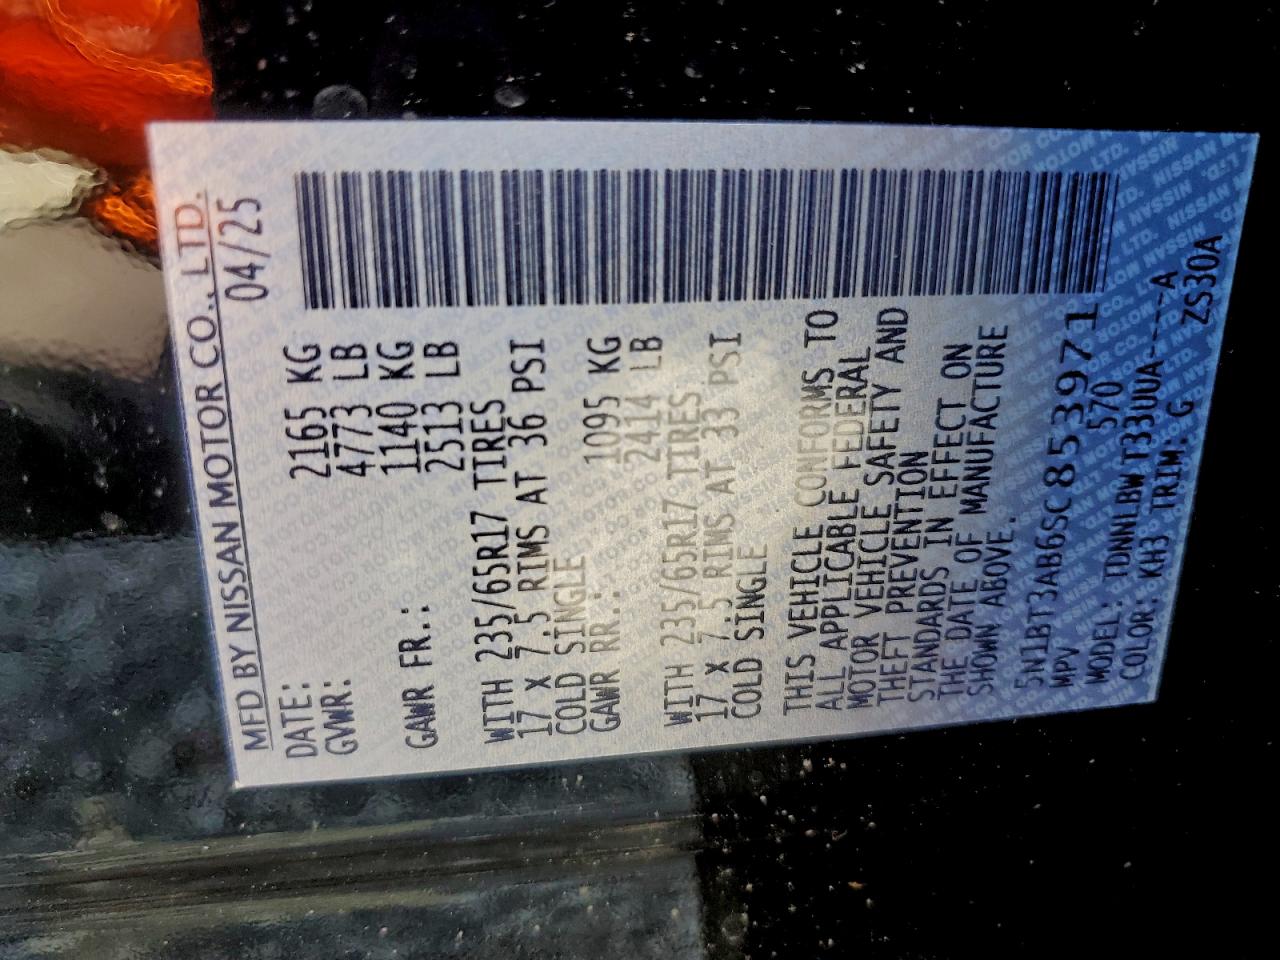 MFD BY NISSAN MOTOR CO., LTD.
DATE: 04/25
GVWR: 2165 KG
4773 LB
GAWR FR.: 1140 KG
2513 LB
WITH 235/65R17 TIRES
17 X 7.5 RIMS AT 36 PSI
COLD SINGLE
GAWR RR.: 1095 KG
2414 LB
WITH 235/65R17 TIRES
17 X 7.5 RIMS AT 33 PSI
COLD SINGLE
THIS VEHICLE CONFORMS TO
ALL APPLICABLE FEDERAL
MOTOR VEHICLE SAFETY AND
THEFT PREVENTION
STANDARDS IN EFFECT ON
THE DATE OF MANUFACTURE
SHOWN ABOVE.
5N1BT3AB6SC853971
MPV 570
MODEL: TDNNLBW T33UUA----A
COLOR: KH3 TRIM: G ZS30A